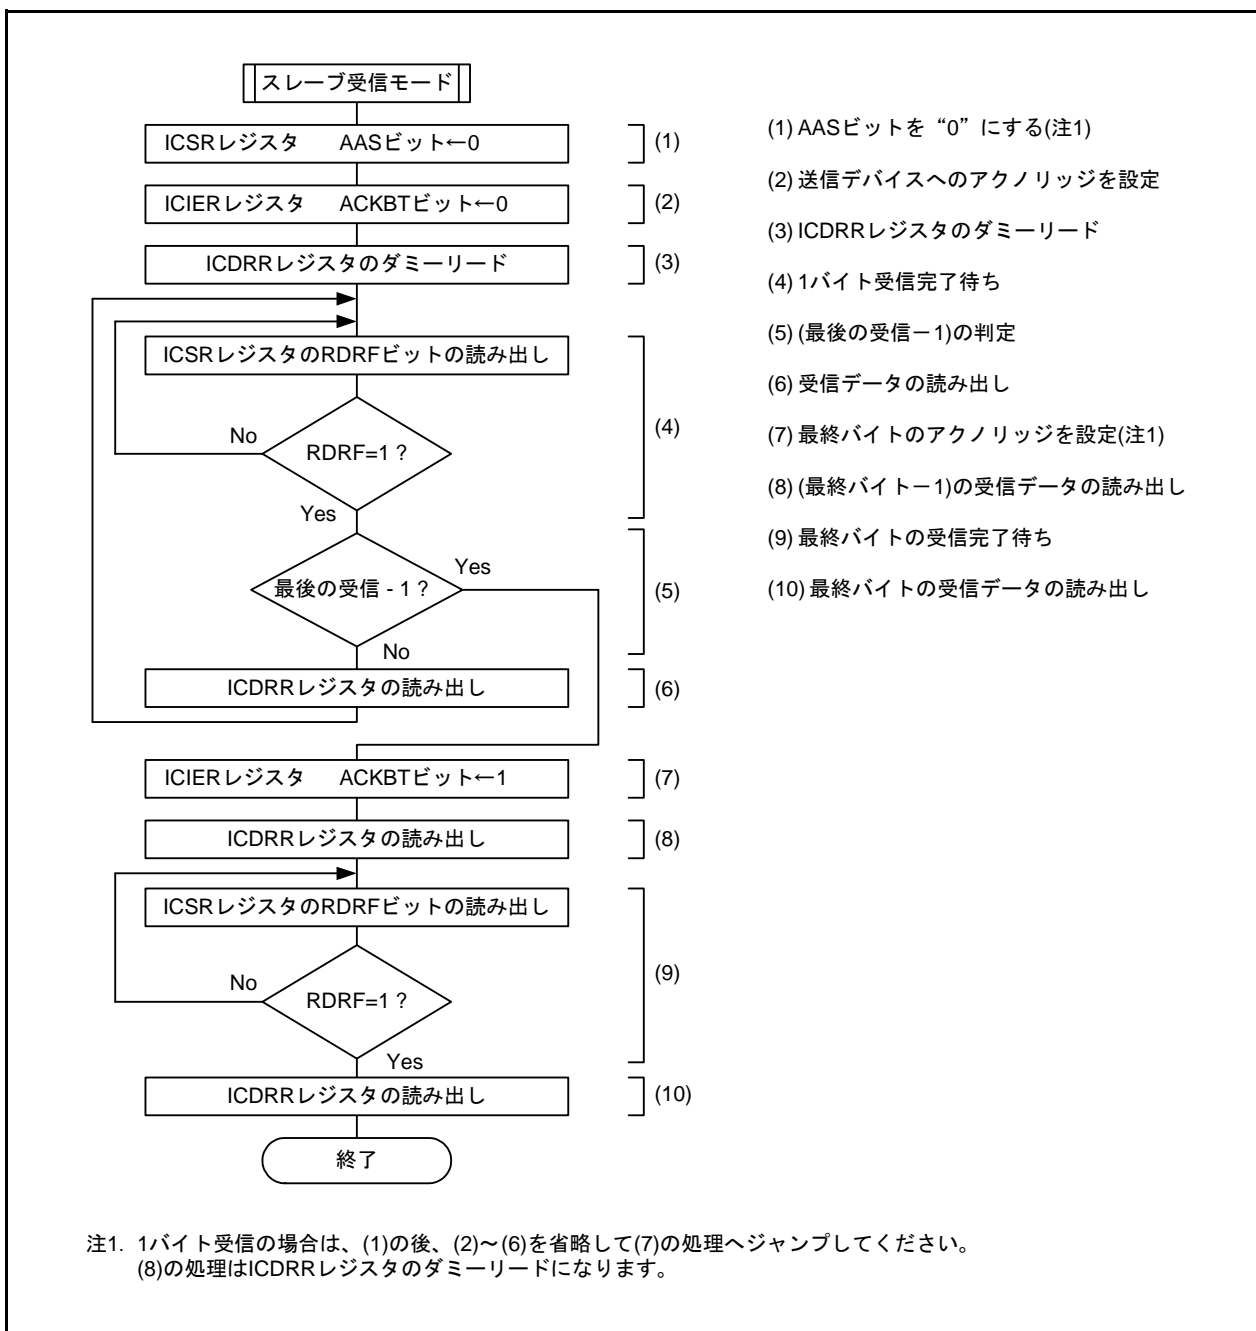 スレーブ受信モード
ICSRレジスタ AASビット←0
(1)
ICIERレジスタ ACKBTビット←0
(2)
ICDRRレジスタのダミーリード
(3)
ICSRレジスタのRDRFビットの読み出し
No
RDRF=1 ?
(4)
Yes
最後の受信 - 1 ?
Yes
(5)
No
ICDRRレジスタの読み出し
(6)
ICIERレジスタ ACKBTビット←1
(7)
ICDRRレジスタの読み出し
(8)
ICSRレジスタのRDRFビットの読み出し
No
RDRF=1 ?
(9)
Yes
ICDRRレジスタの読み出し
(10)
終了
(1) AASビットを“0”にする(注1)
(2) 送信デバイスへのアクノリッジを設定
(3) ICDRRレジスタのダミーリード
(4) 1バイト受信完了待ち
(5) (最後の受信－1)の判定
(6) 受信データの読み出し
(7) 最終バイトのアクノリッジを設定(注1)
(8) (最終バイト－1)の受信データの読み出し
(9) 最終バイトの受信完了待ち
(10) 最終バイトの受信データの読み出し
注1. 1バイト受信の場合は、(1)の後、(2)～(6)を省略して(7)の処理へジャンプしてください。
(8)の処理はICDRRレジスタのダミーリードになります。